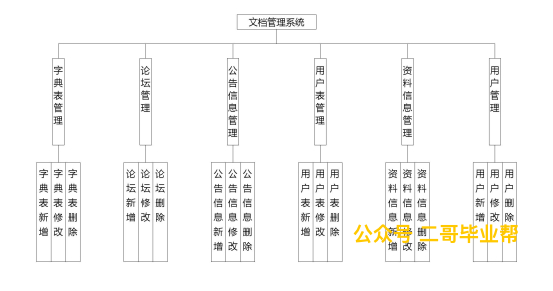 文档管理系统
字典表管理
论坛管理
公告信息管理
用户表管理
资料信息管理
用户管理
字典表新增
字典表修改
字典表删除
论坛新增
论坛修改
论坛删除
公告信息新增
公告信息修改
公告信息删除
用户表新增
用户表修改
用户表删除
资料信息新增
资料信息修改
资料信息删除
用户新增
用户修改
用户删除
公众号 二哥毕业帮